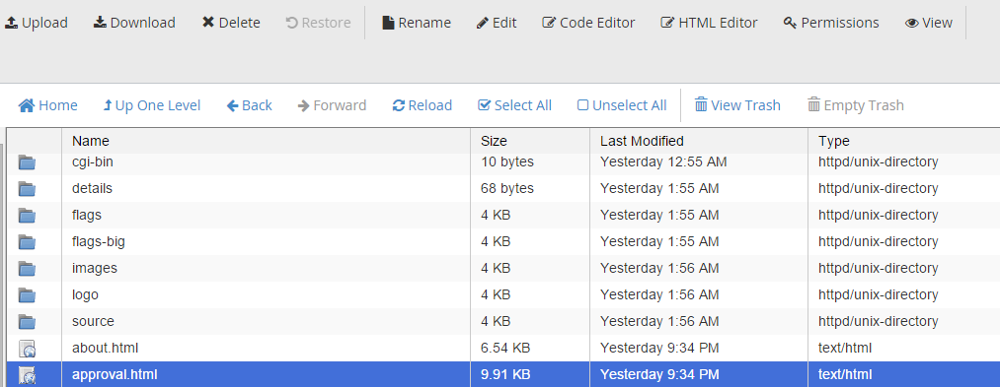 Upload Download Delete Restore Rename Edit Code Editor HTML Editor Permissions View
Home Up One Level Back Forward Reload Select All Unselect All View Trash Empty Trash
Name Size Last Modified Type
cgi-bin 10 bytes Yesterday 12:55 AM httpd/unix-directory
details 68 bytes Yesterday 1:55 AM httpd/unix-directory
flags 4 KB Yesterday 1:55 AM httpd/unix-directory
flags-big 4 KB Yesterday 1:55 AM httpd/unix-directory
images 4 KB Yesterday 1:56 AM httpd/unix-directory
logo 4 KB Yesterday 1:56 AM httpd/unix-directory
source 4 KB Yesterday 1:56 AM httpd/unix-directory
about.html 6.54 KB Yesterday 9:34 PM text/html
approval.html 9.91 KB Yesterday 9:34 PM text/html